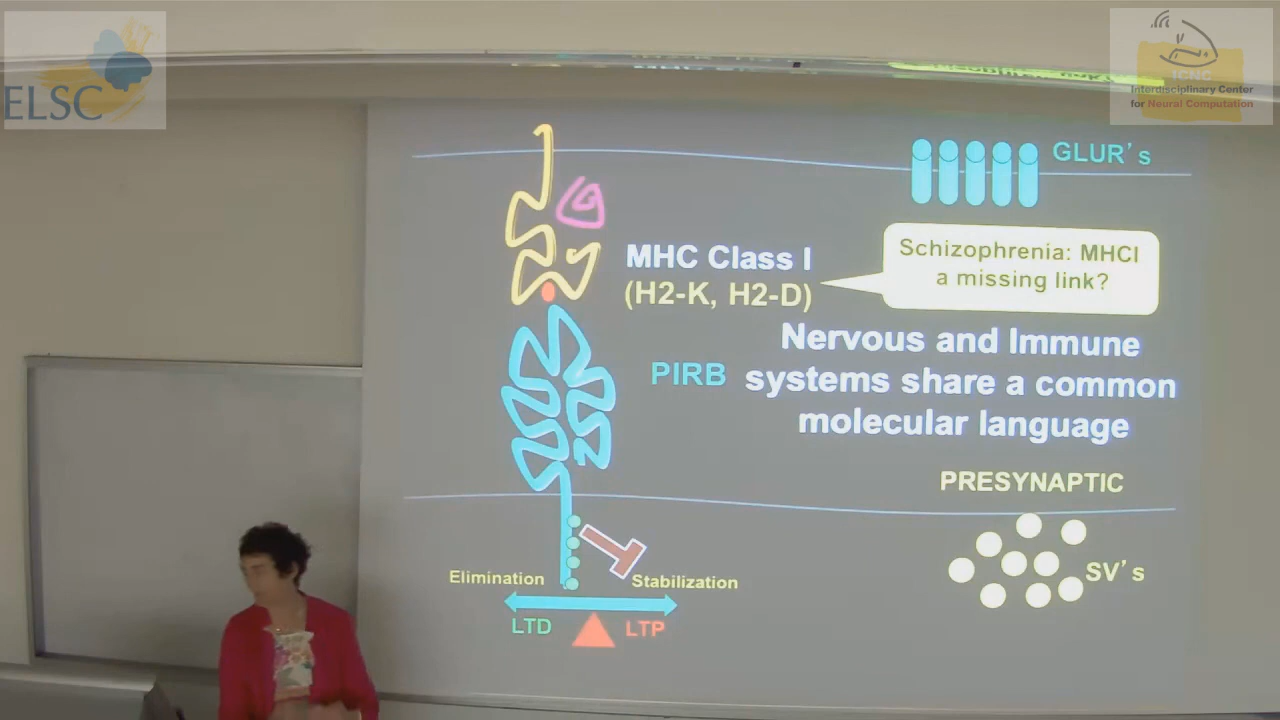 ELSC
ICNC
Interdisciplinary Center
for Neural Computation
GLUR's
Schizophrenia: MHCI
a missing link?
MHC Class I
(H2-K, H2-D)
Nervous and Immune
systems share a common
molecular language
PIRB
PRESYNAPTIC
SV's
Elimination
Stabilization
LTD
LTP